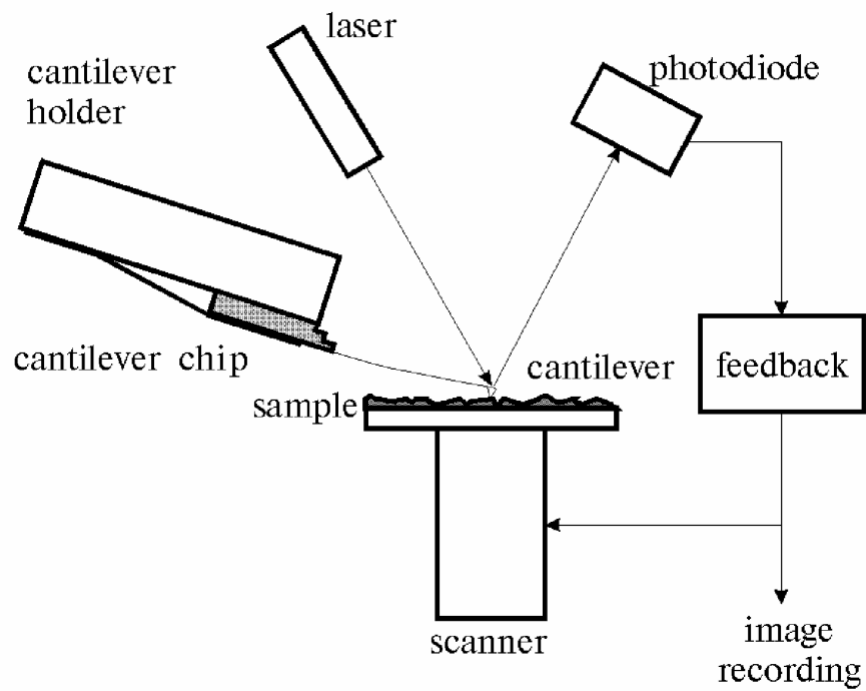 laser
photodiode
cantilever
holder
cantilever chip
cantilever
sample
feedback
scanner
image
recording